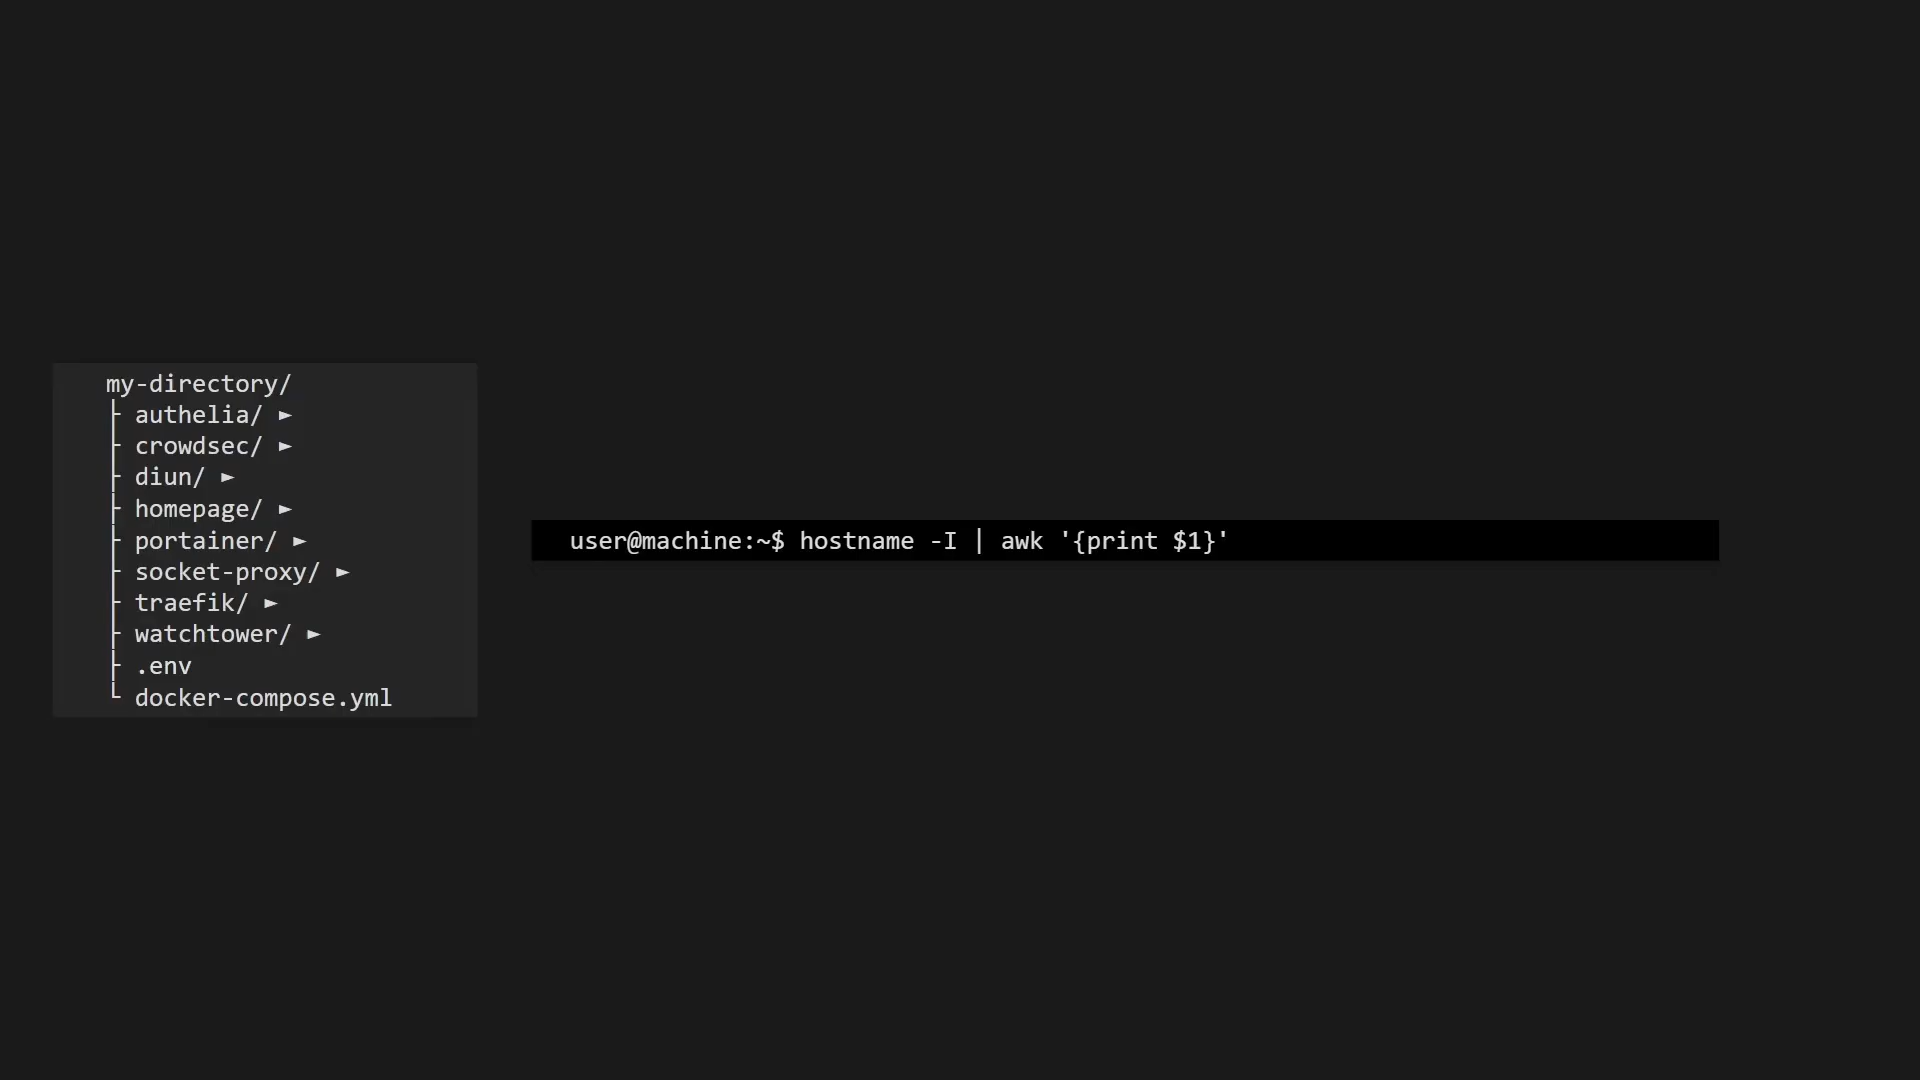 my-directory/
├ authelia/ ►
├ crowdsec/ ►
├ diun/ ►
├ homepage/ ►
├ portainer/ ►
├ socket-proxy/ ►
├ traefik/ ►
├ watchtower/ ►
├ .env
└ docker-compose.yml
user@machine:~$ hostname -I | awk '{print $1}'